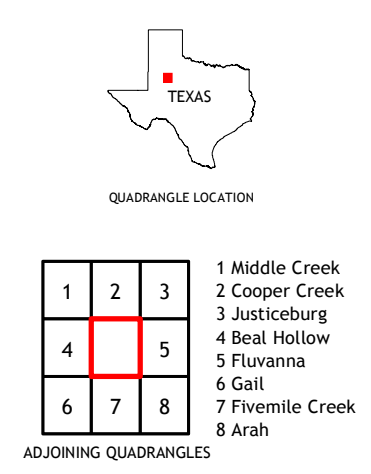 TEXAS
QUADRANGLE LOCATION
1 2 3
4 5
6 7 8
1 Middle Creek
2 Cooper Creek
3 Justiceburg
4 Beal Hollow
5 Fluvanna
6 Gail
7 Fivemile Creek
8 Arah
ADJOINING QUADRANGLES